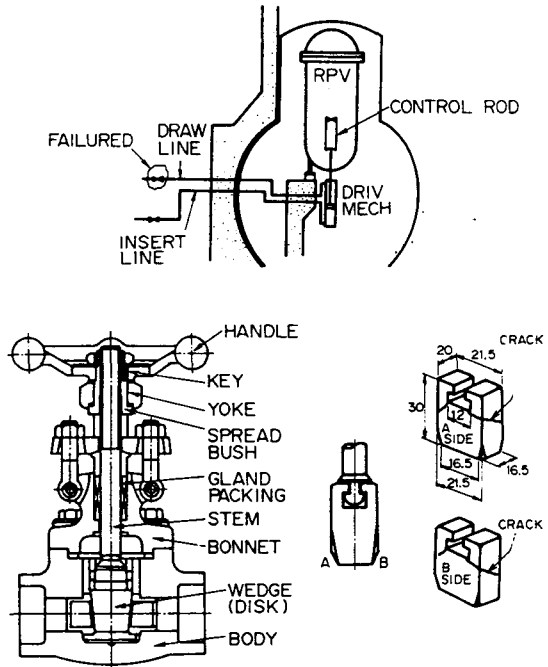 RPV
CONTROL ROD
FAILURED
DRAW
LINE
DRIV
MECH
INSERT
LINE
HANDLE
KEY
YOKE
SPREAD
BUSH
GLAND
PACKING
STEM
BONNET
WEDGE
(DISK)
BODY
A
B
20
21.5
CRACK
30
12
A
SIDE
16.5
21.5
16.5
CRACK
B
SIDE